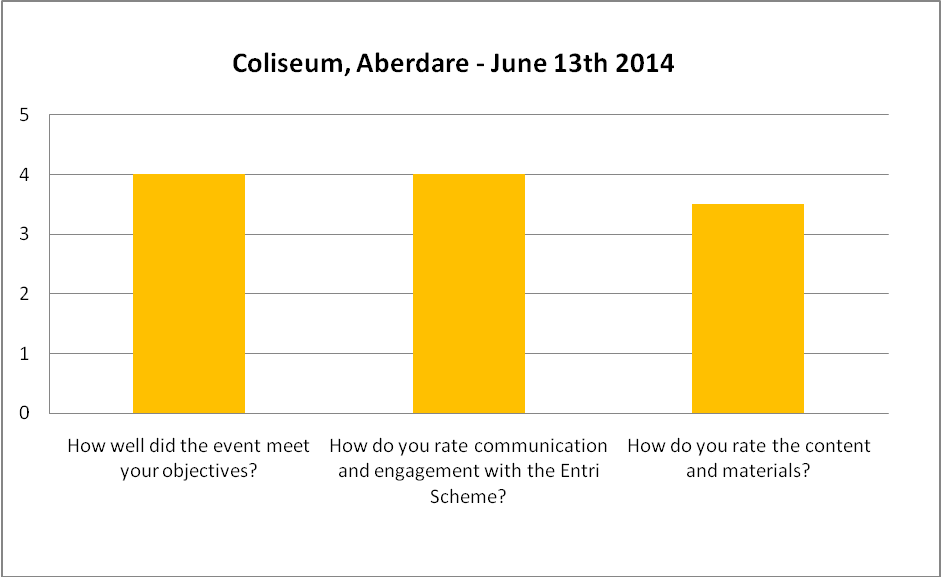 Coliseum, Aberdare - June 13th 2014
5
4
3
2
1
0
How well did the event meet
your objectives?
How do you rate communication
and engagement with the Entri
Scheme?
How do you rate the content
and materials?